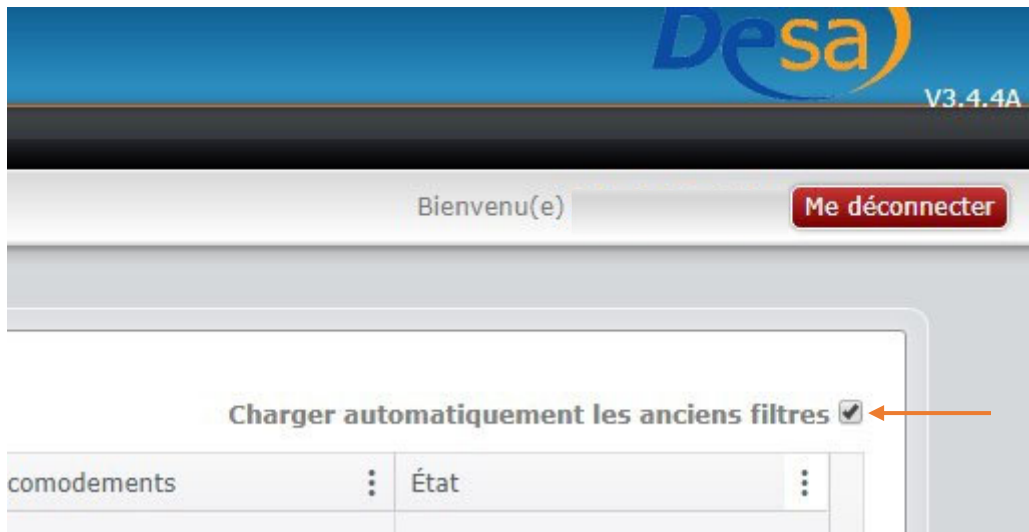 Desa
V3.4.4A
Bienvenu(e) Me déconnecter
Charger automatiquement les anciens filtres
comodements État